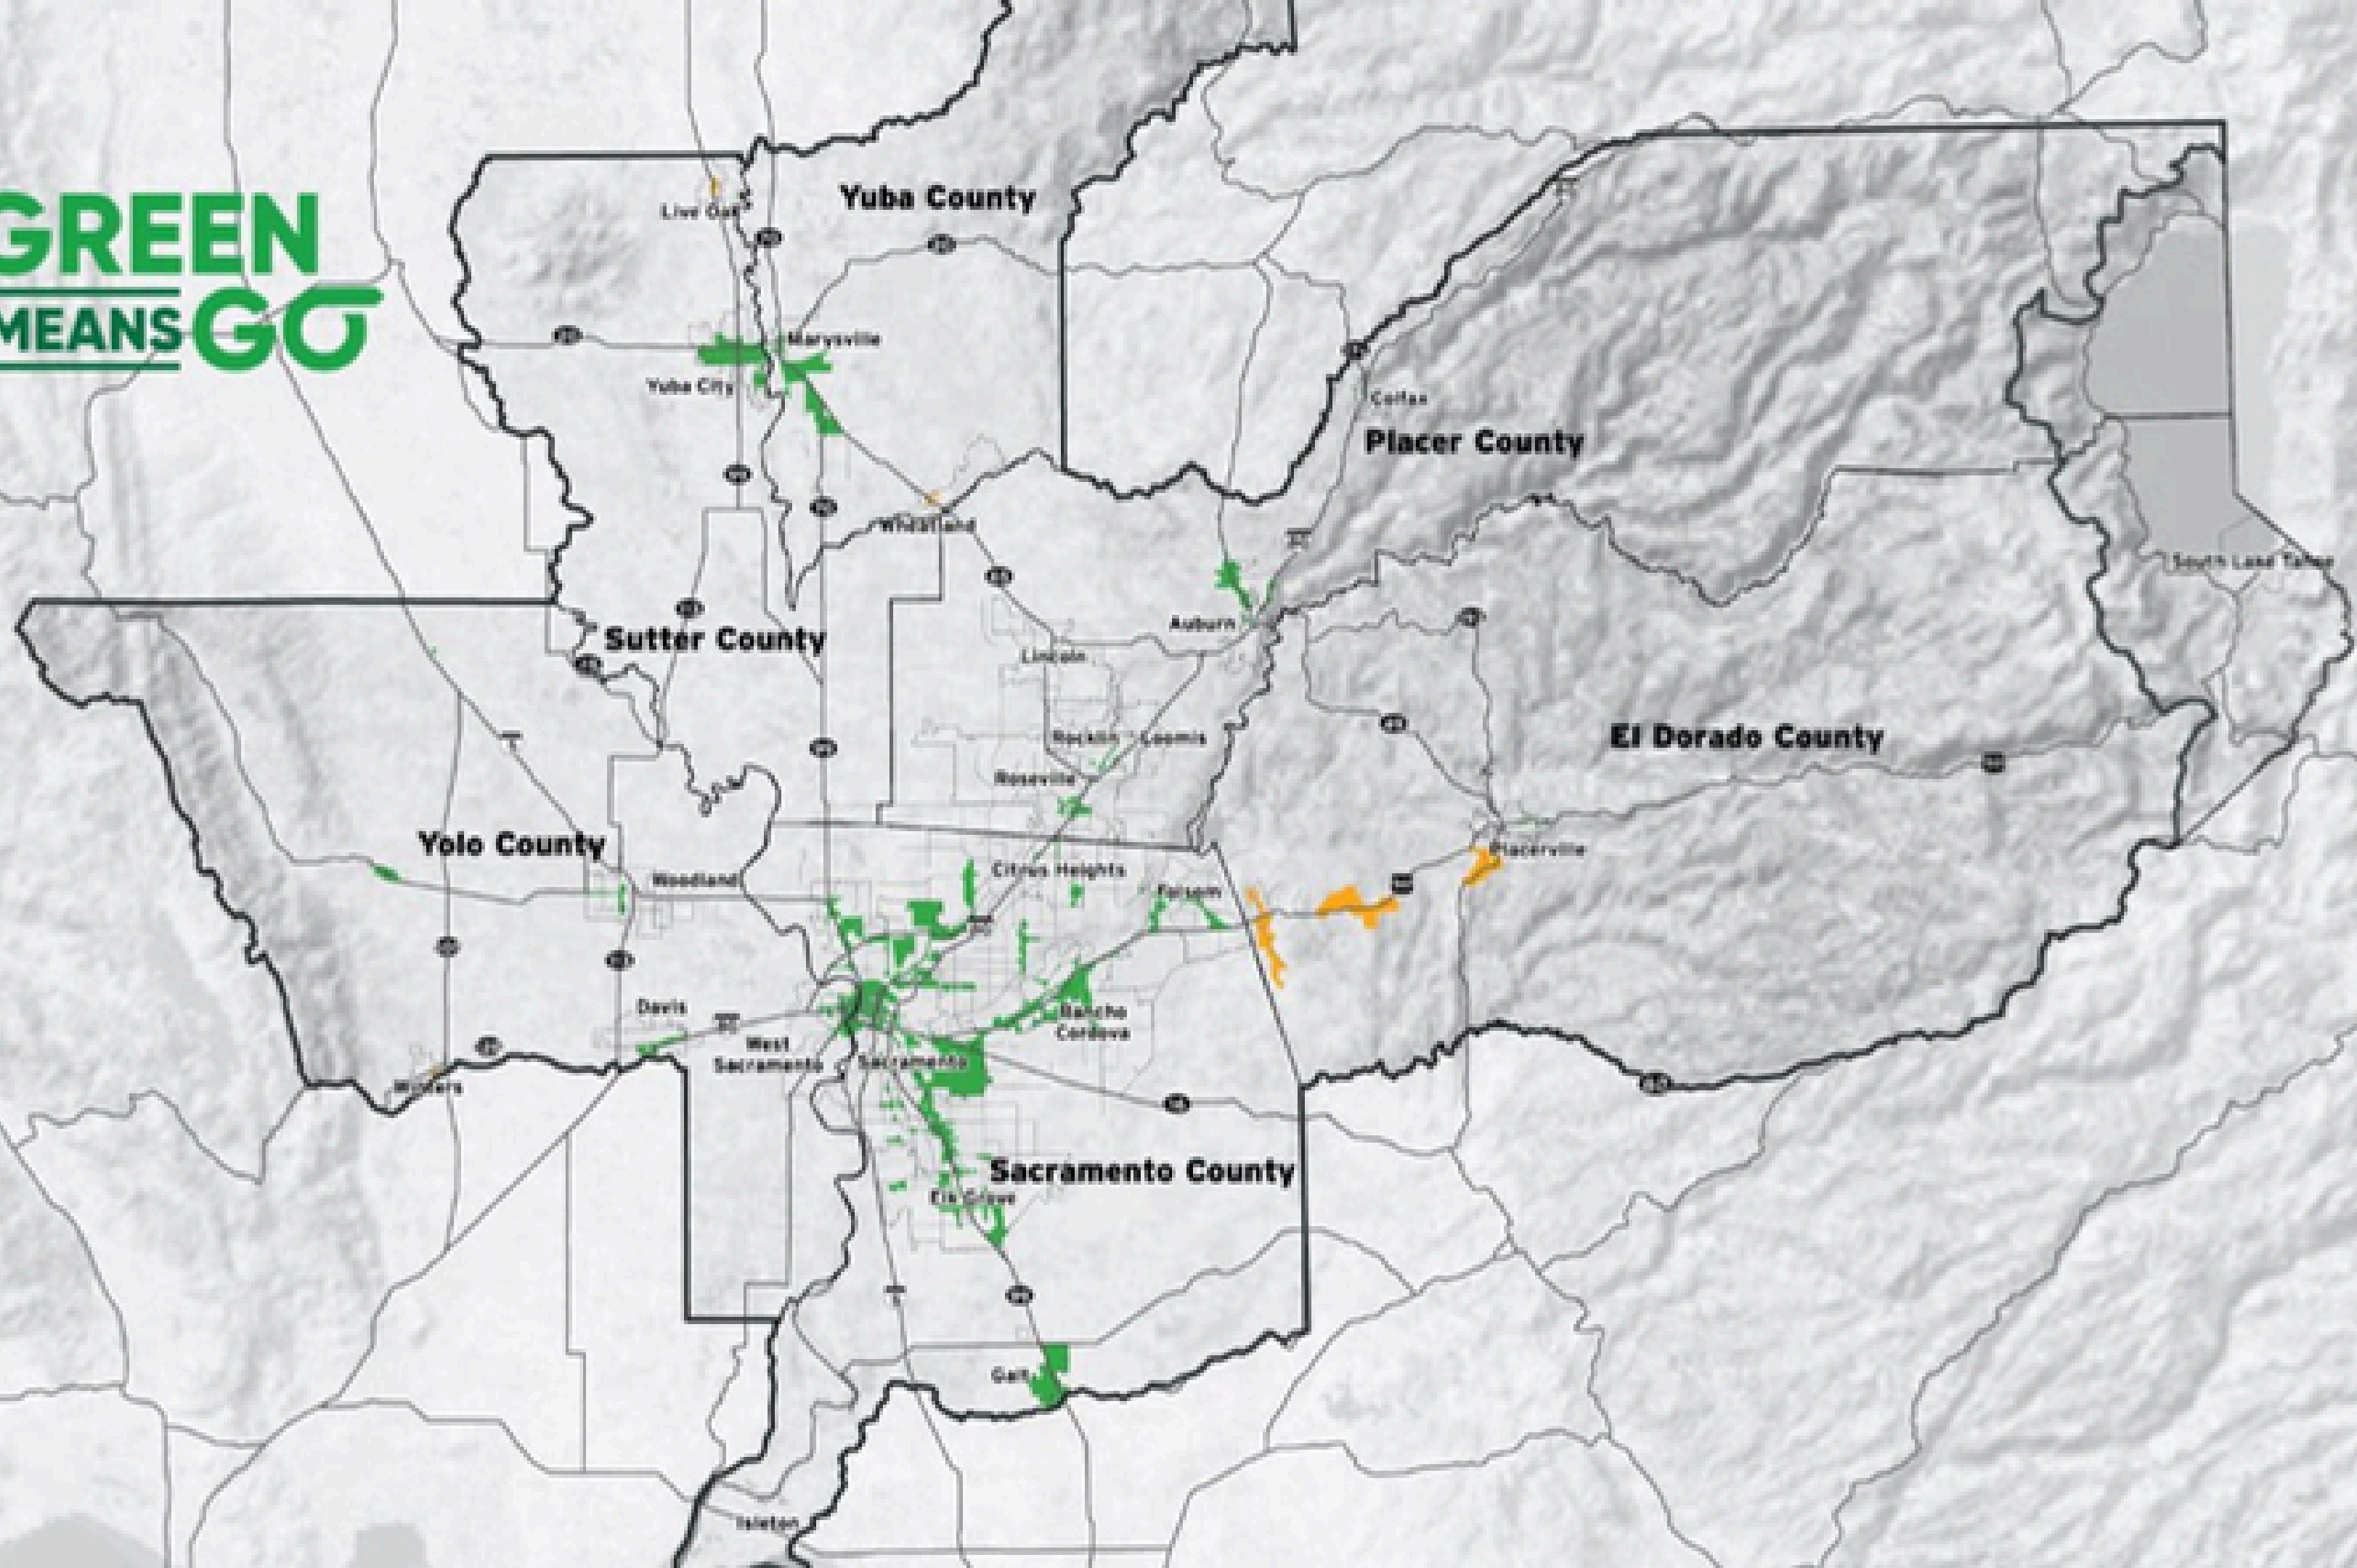 GREEN
MEANS GO
Yuba County
Live Oak
Marysville
Yuba City
Colfax
Placer County
Wheatland
South Lake Tahoe
Auburn
Sutter County
Lincoln
Rocklin
Loomis
El Dorado County
Roseville
Yolo County
Placerville
Citrus Heights
Woodland
Folsom
Davis
Rancho
Cordova
West
Sacramento
Sacramento
Winters
Sacramento County
Elk Grove
Galt
Isleton